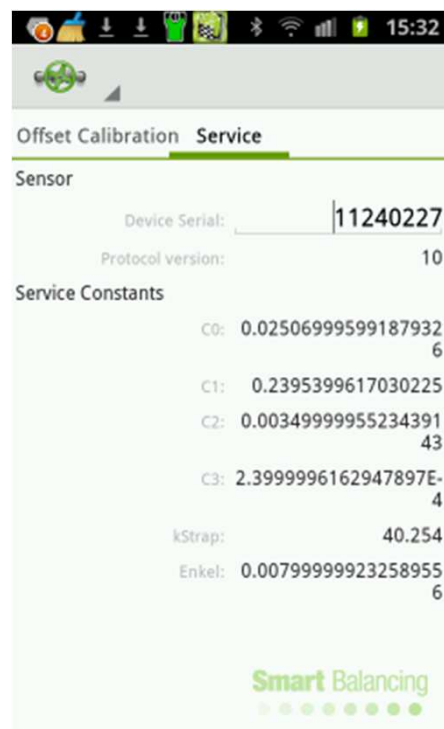 15:32
Offset Calibration Service
Sensor
Device Serial: 11240227
Protocol version: 10
Service Constants
C0: 0.02506999599187932
6
C1: 0.2395399617030225
C2: 0.00349999955234391
43
C3: 2.3999996162947897E-
4
kStrap: 40.254
Enkel: 0.00799999923258955
6
Smart Balancing